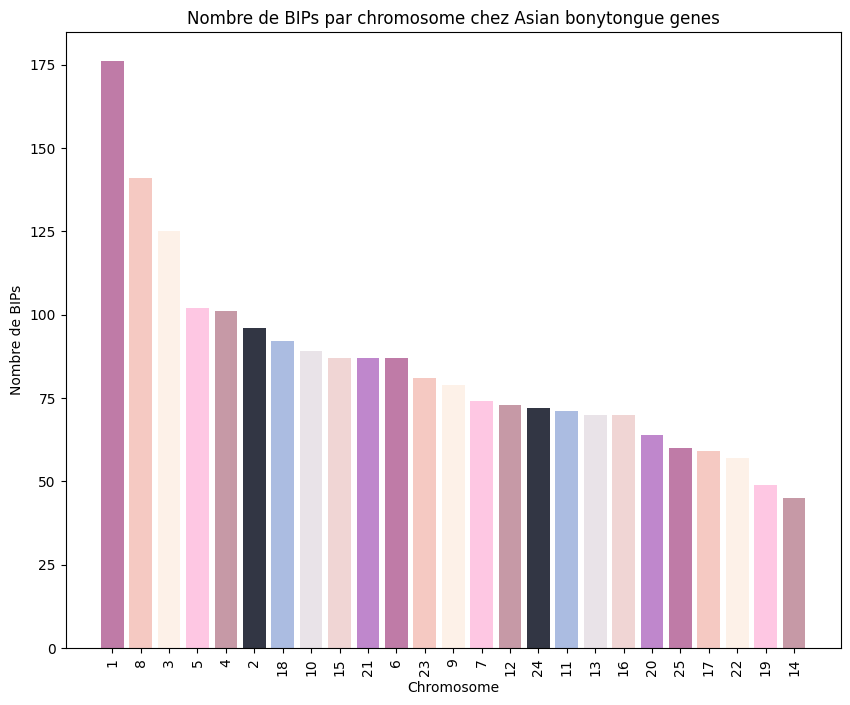 Nombre de BIPs par chromosome chez Asian bonytongue genes
175
150
125
100
75
50
25
0
Nombre de BIPs
1 8 3 5 4 2 18 10 15 21 6 23 9 7 12 24 11 13 16 20 25 17 22 19 14
Chromosome